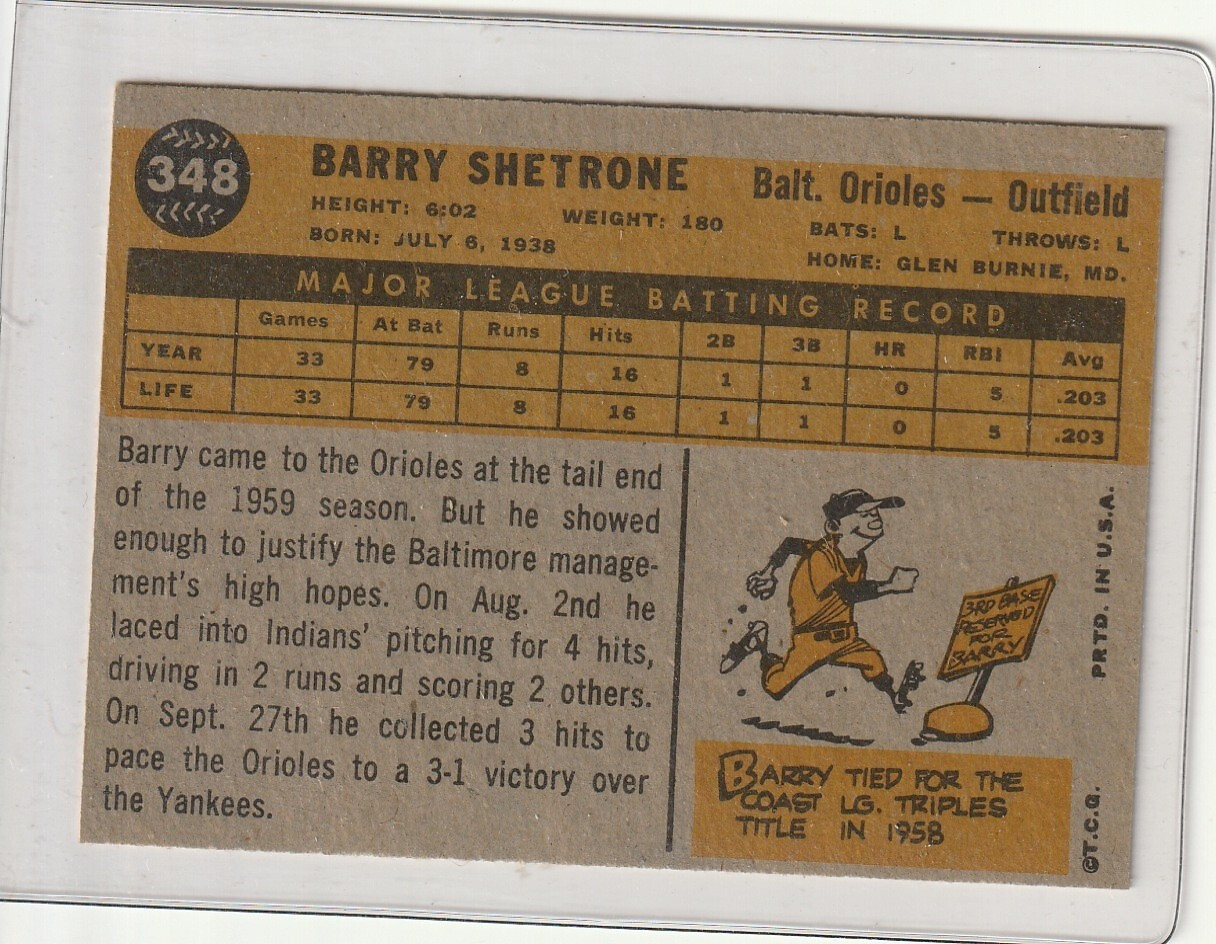 348
BARRY SHETRONE
Balt. Orioles — Outfield
HEIGHT: 6:02 WEIGHT: 180 BATS: L THROWS: L
BORN: JULY 6, 1938 HOME: GLEN BURNIE, MD.
MAJOR LEAGUE BATTING RECORD
Games At Bat Runs Hits 2B 3B HR RBI Avg
YEAR 33 79 8 16 1 1 0 5 .203
LIFE 33 79 8 16 1 1 0 5 .203
Barry came to the Orioles at the tail end
of the 1959 season. But he showed
enough to justify the Baltimore manage-
ment's high hopes. On Aug. 2nd he
laced into Indians' pitching for 4 hits,
driving in 2 runs and scoring 2 others.
On Sept. 27th he collected 3 hits to
pace the Orioles to a 3-1 victory over
the Yankees.
3RD BASE
RESERVED
FOR
BARRY
BARRY TIED FOR THE
COAST LG. TRIPLES
TITLE IN 1958
PRTD. IN U.S.A.
©T.C.G.